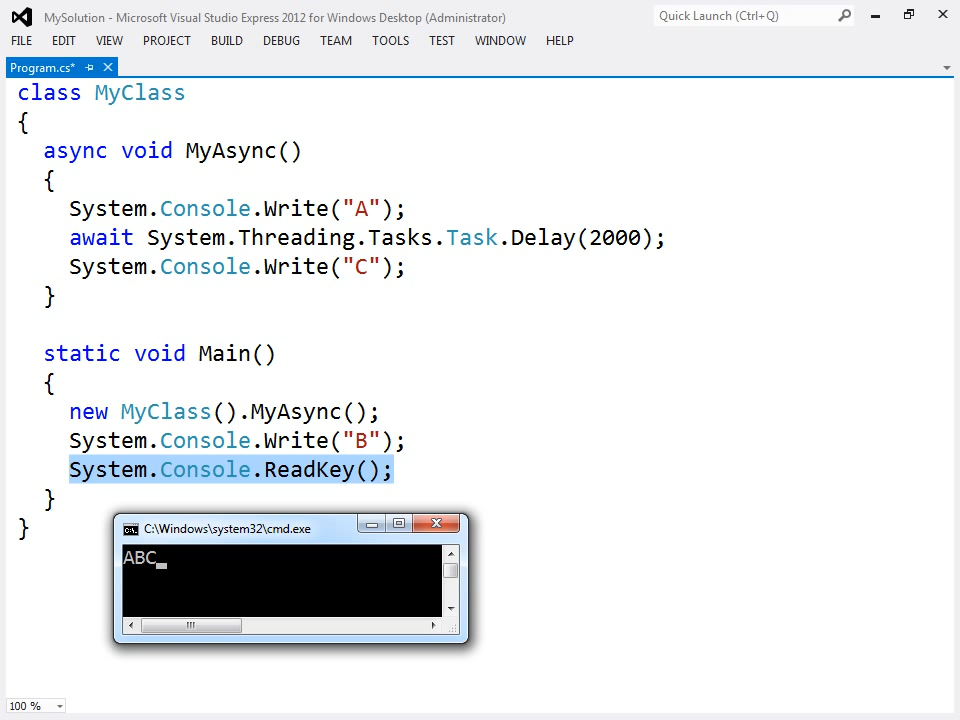 MySolution - Microsoft Visual Studio Express 2012 for Windows Desktop (Administrator)
Quick Launch (Ctrl+Q)
FILE EDIT VIEW PROJECT BUILD DEBUG TEAM TOOLS TEST WINDOW HELP
Program.cs*
class MyClass
{
  async void MyAsync()
  {
    System.Console.Write("A");
    await System.Threading.Tasks.Task.Delay(2000);
    System.Console.Write("C");
  }

  static void Main()
  {
    new MyClass().MyAsync();
    System.Console.Write("B");
    System.Console.ReadKey();
  }
}
C:\Windows\system32\cmd.exe
ABC_
100 %